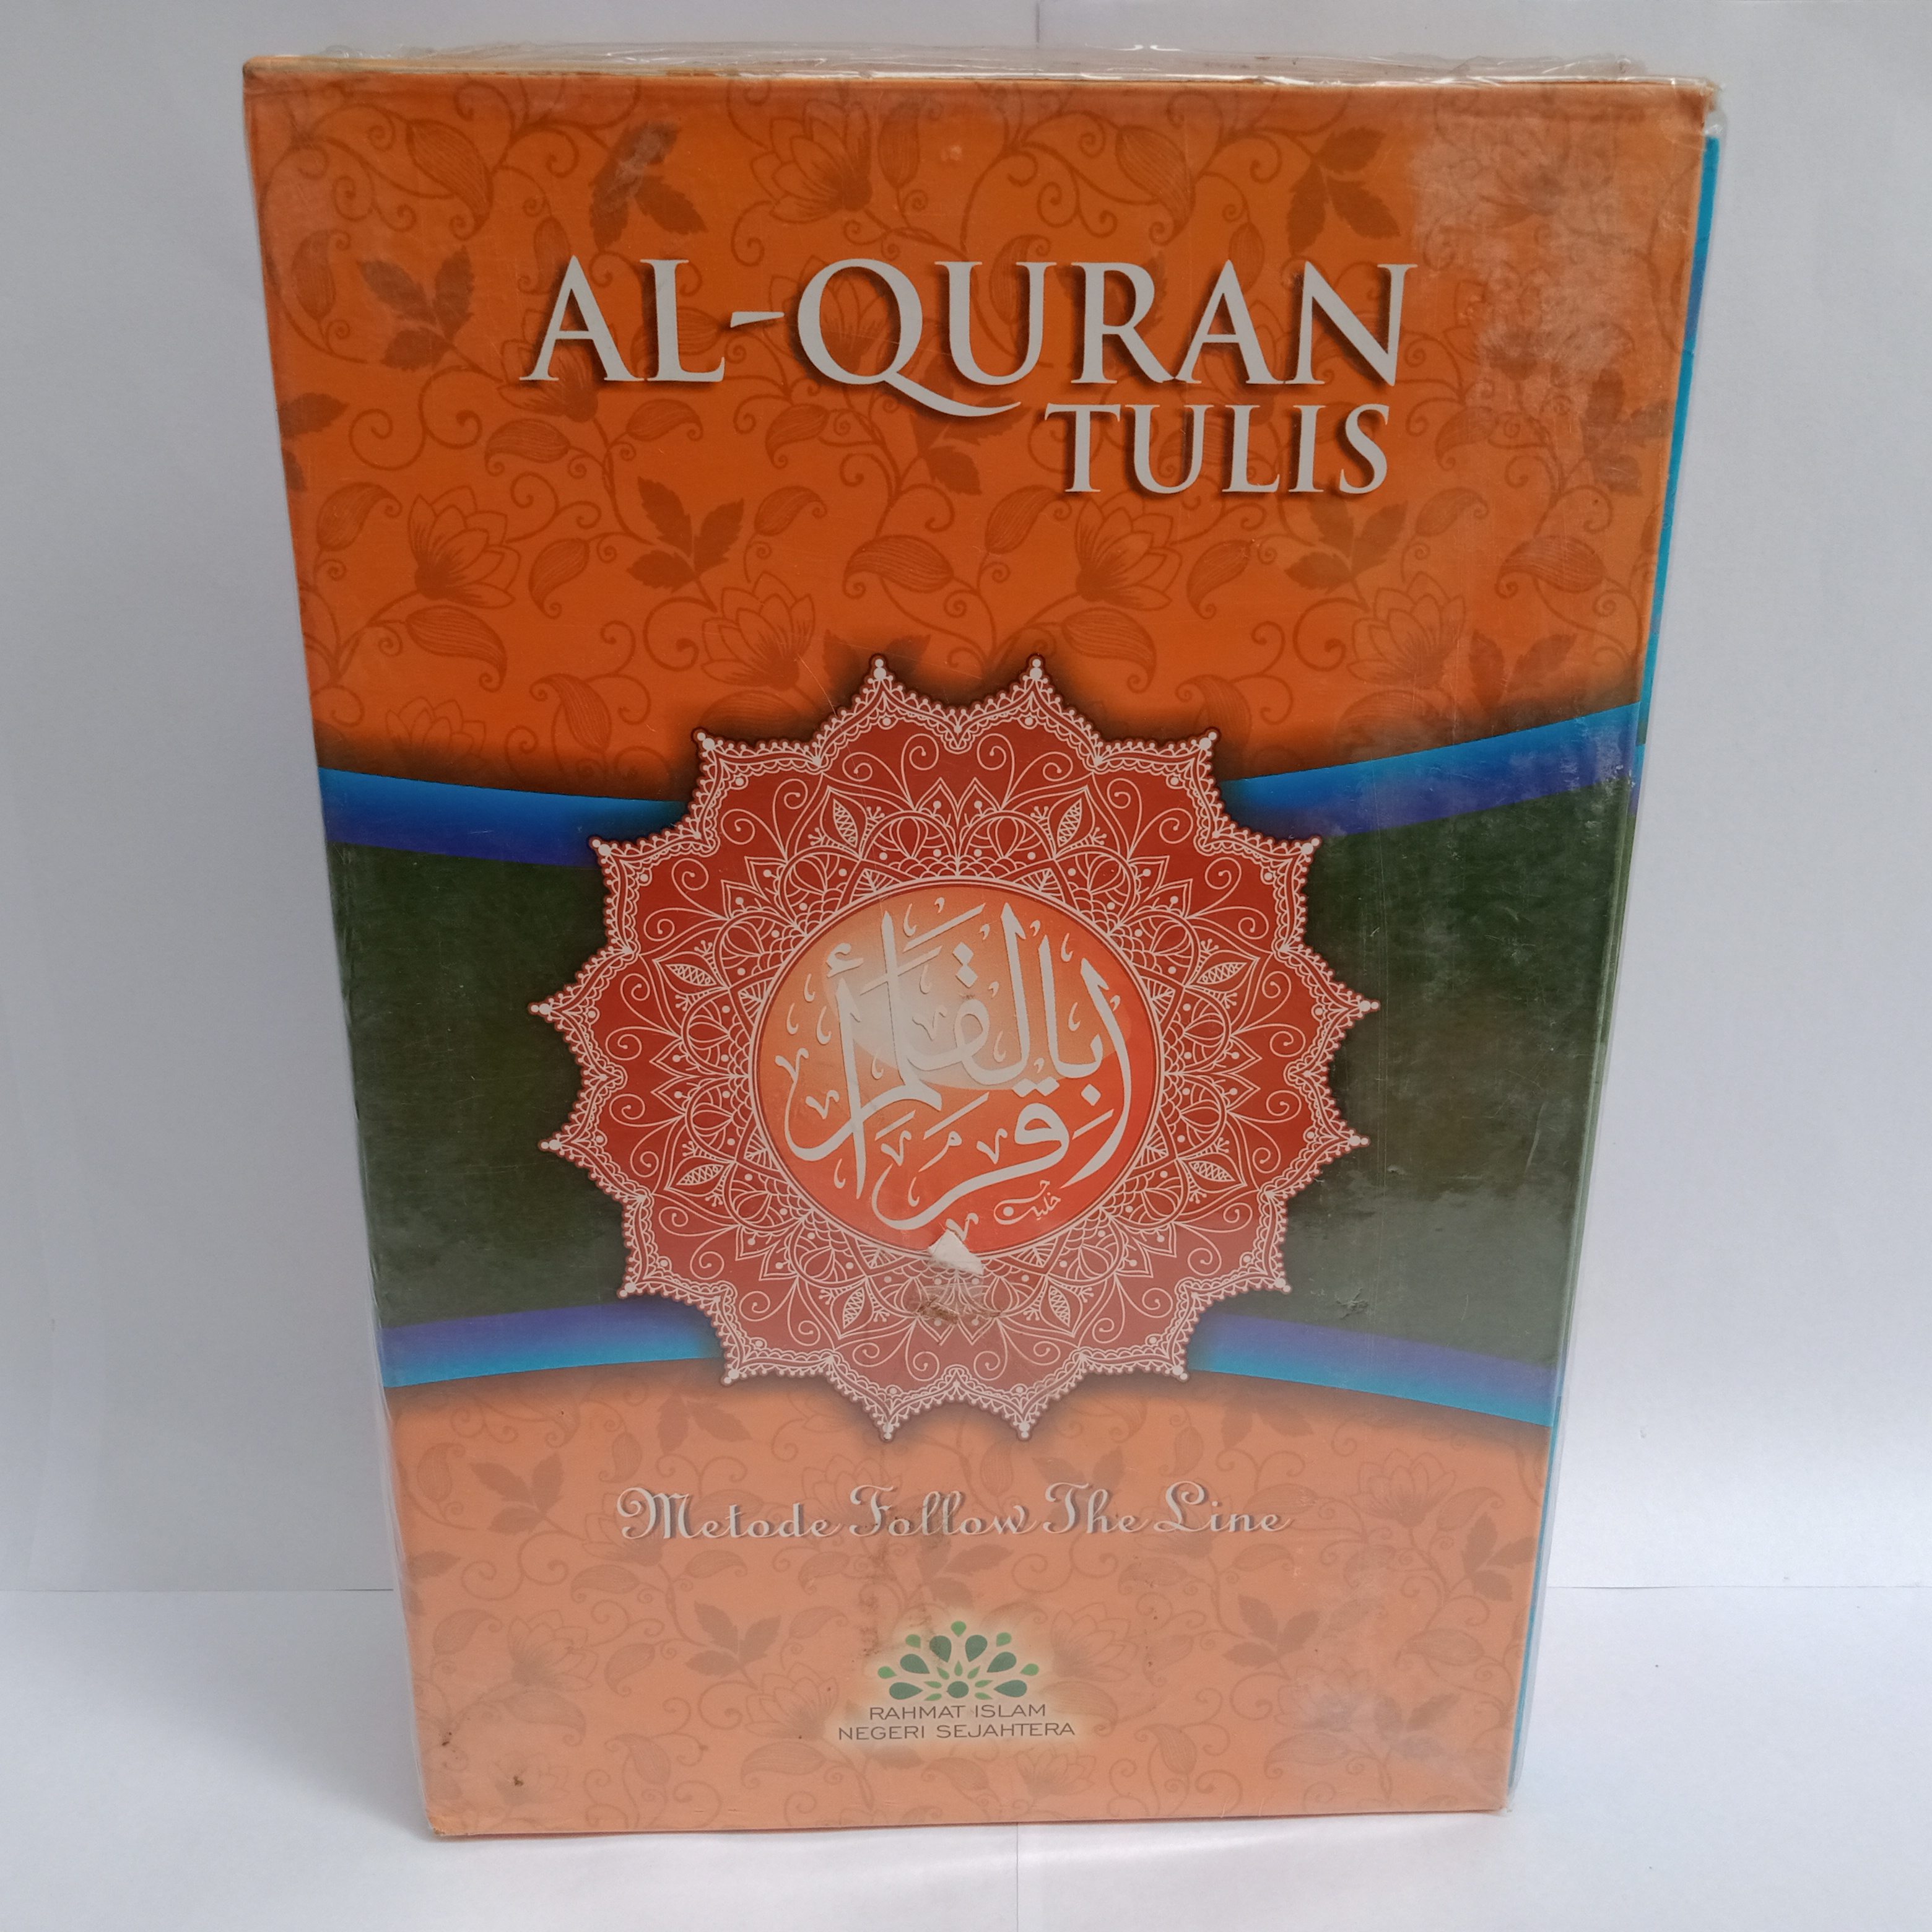 AL-QURAN
TULIS
اقرأ بالقلم
Metode Follow The Line
RAHMAT ISLAM
NEGERI SEJAHTERA